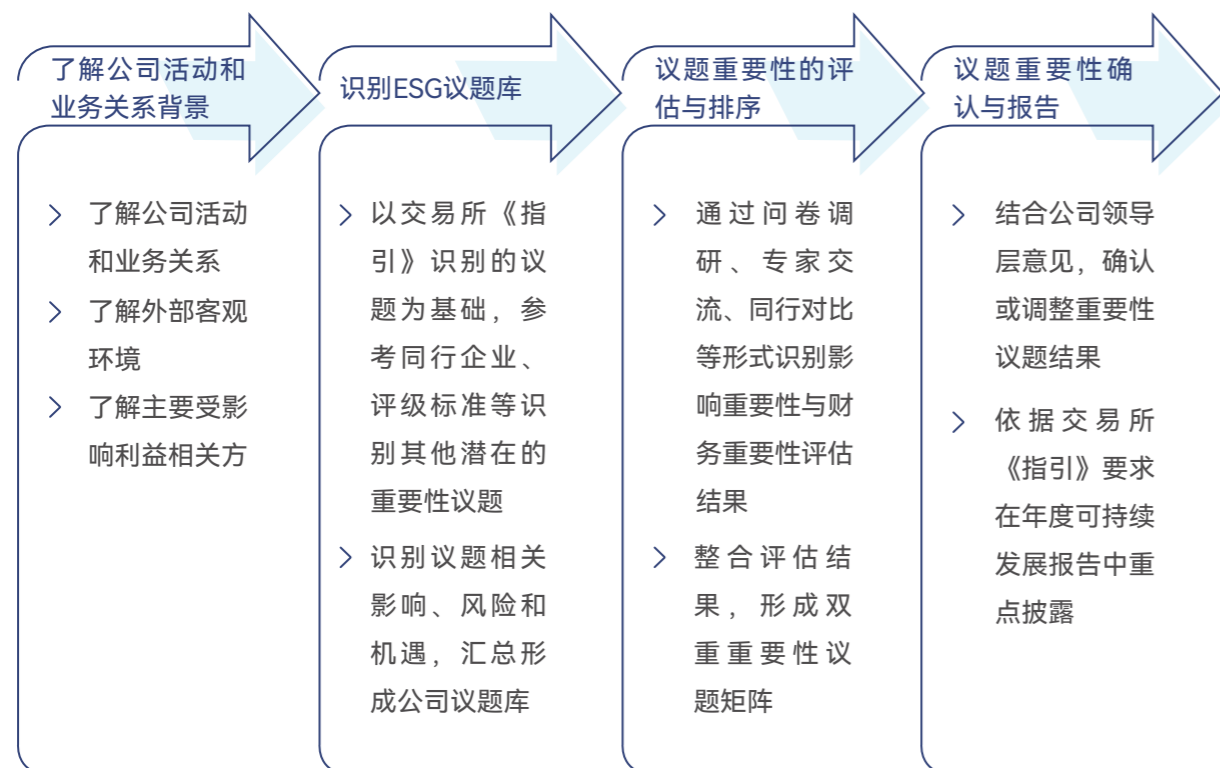 了解公司活动和
业务关系背景
了解公司活动
和业务关系
了解外部客观
环境
了解主要受影
响利益相关方
识别ESG议题库
以交易所《指
引》识别的议
题为基础，参
考同行企业、
评级标准等识
别其他潜在的
重要性议题
识别议题相关
影响、风险和
机遇，汇总形
成公司议题库
议题重要性的评
估与排序
通过问卷调
研、专家交
流、同行对比
等形式识别影
响重要性与财
务重要性评估
结果
整合评估结
果，形成双
重重要性议
题矩阵
议题重要性确
认与报告
结合公司领导
层意见，确认
或调整重要性
议题结果
依据交易所
《指引》要求
在年度可持续
发展报告中重
点披露